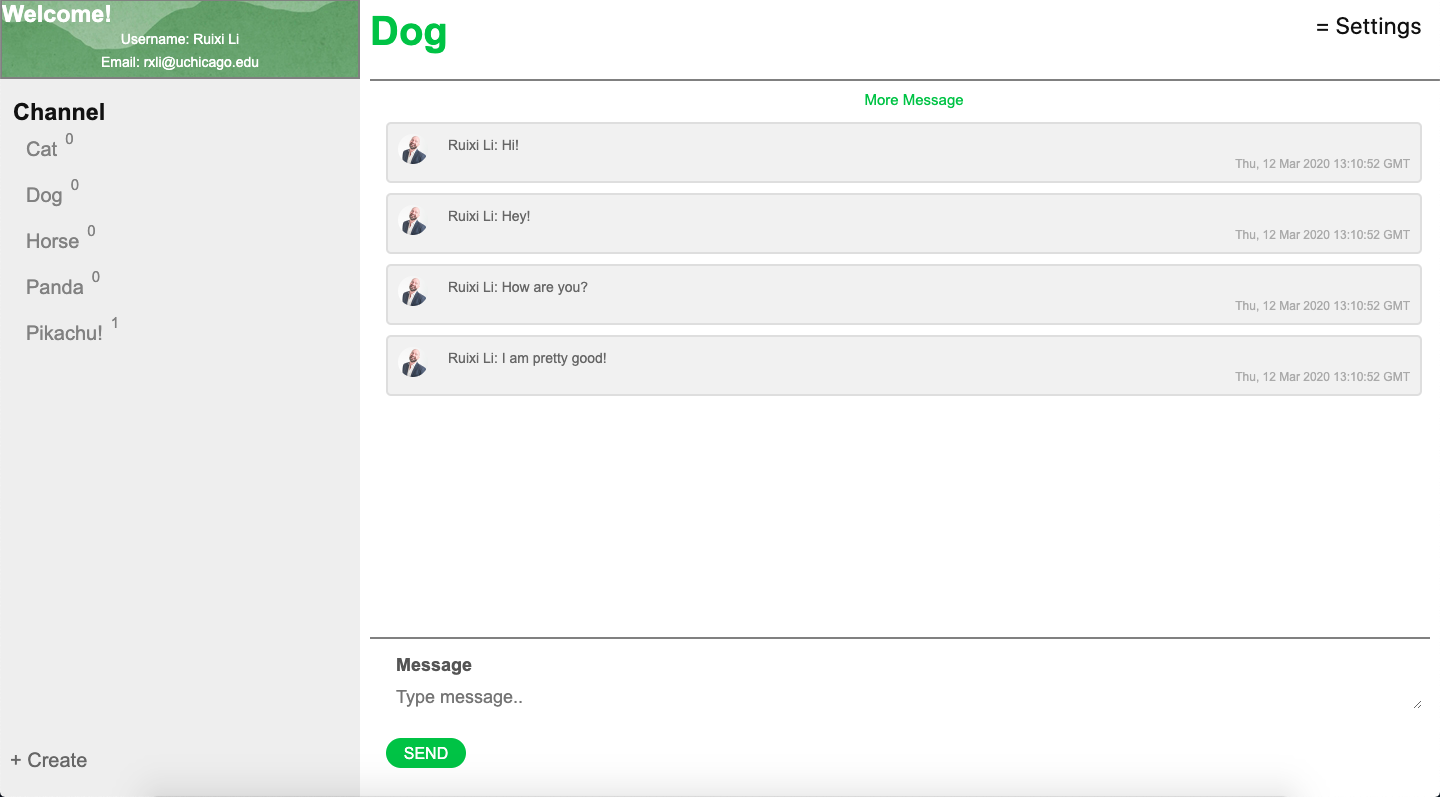 Welcome!
Username: Ruixi Li
Email: rxli@uchicago.edu
Channel
Cat 0
Dog 0
Horse 0
Panda 0
Pikachu! 1
+ Create
Dog
= Settings
More Message
Ruixi Li: Hi!
Thu, 12 Mar 2020 13:10:52 GMT
Ruixi Li: Hey!
Thu, 12 Mar 2020 13:10:52 GMT
Ruixi Li: How are you?
Thu, 12 Mar 2020 13:10:52 GMT
Ruixi Li: I am pretty good!
Thu, 12 Mar 2020 13:10:52 GMT
Message
Type message..
SEND